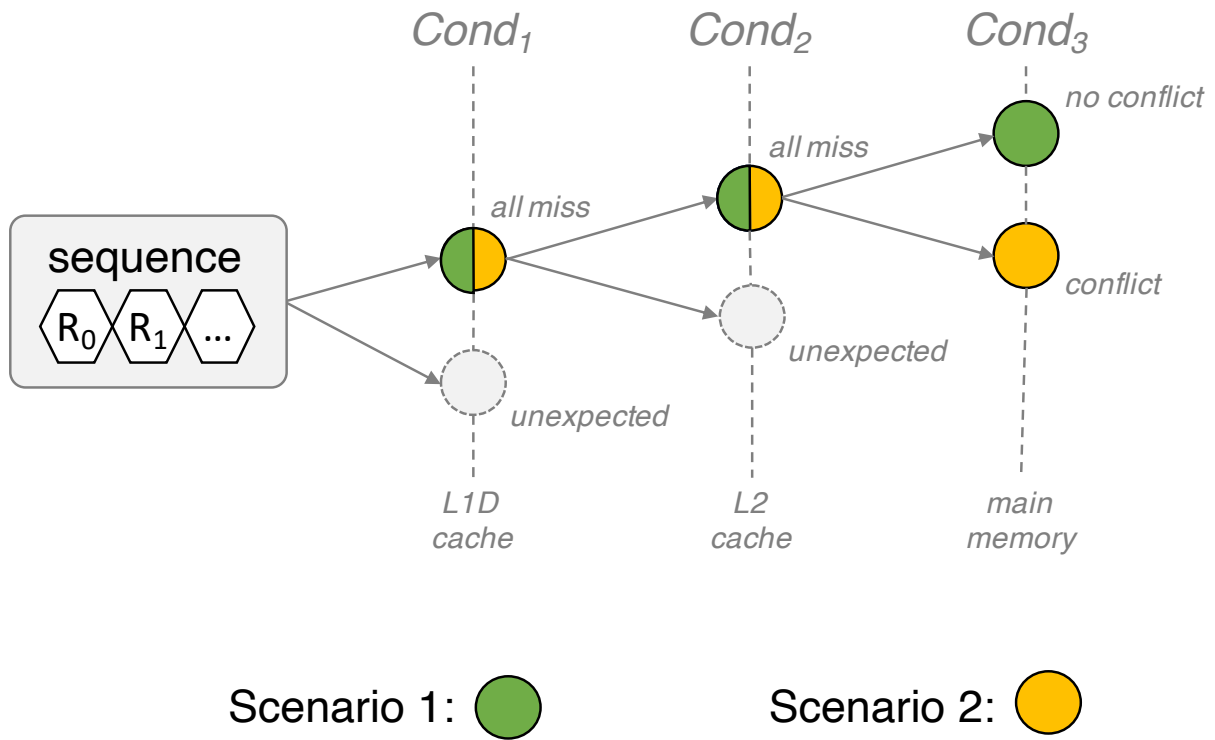 Cond1
Cond2
Cond3
no conflict
all miss
all miss
sequence
R0
R1
...
conflict
unexpected
unexpected
L1D
cache
L2
cache
main
memory
Scenario 1:
Scenario 2: